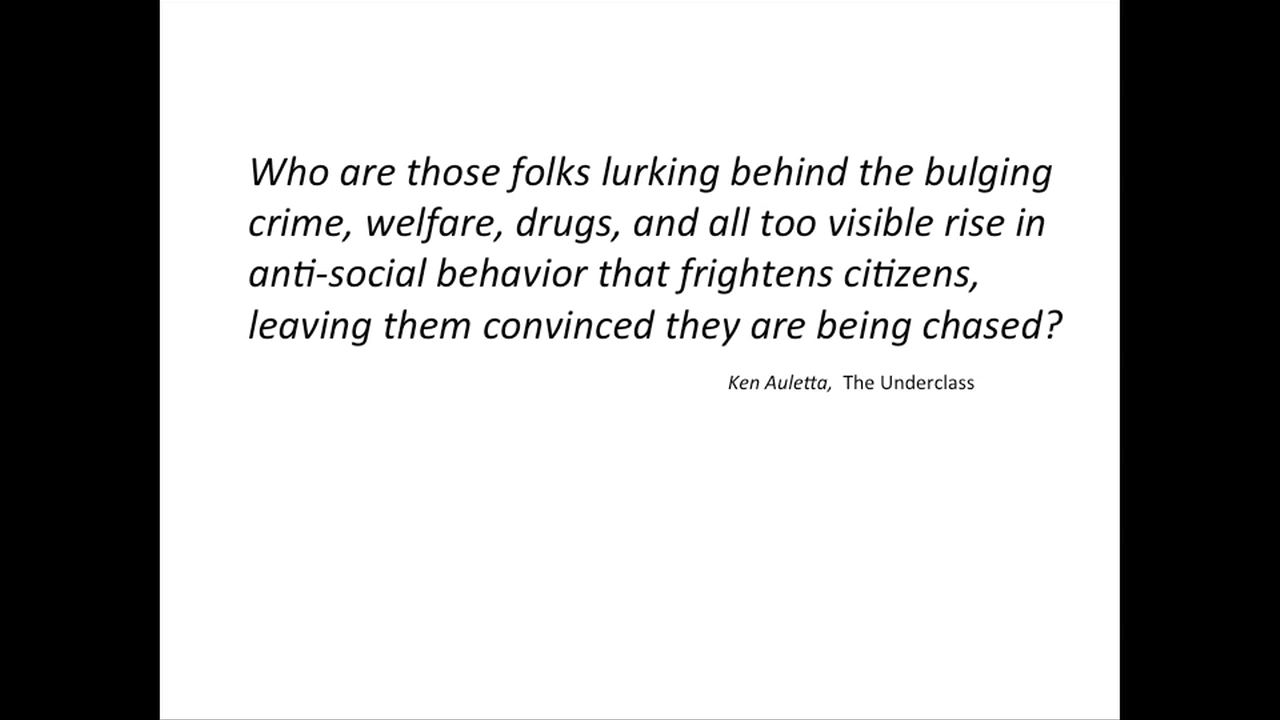 Who are those folks lurking behind the bulging
crime, welfare, drugs, and all too visible rise in
anti-social behavior that frightens citizens,
leaving them convinced they are being chased?
Ken Auletta, The Underclass